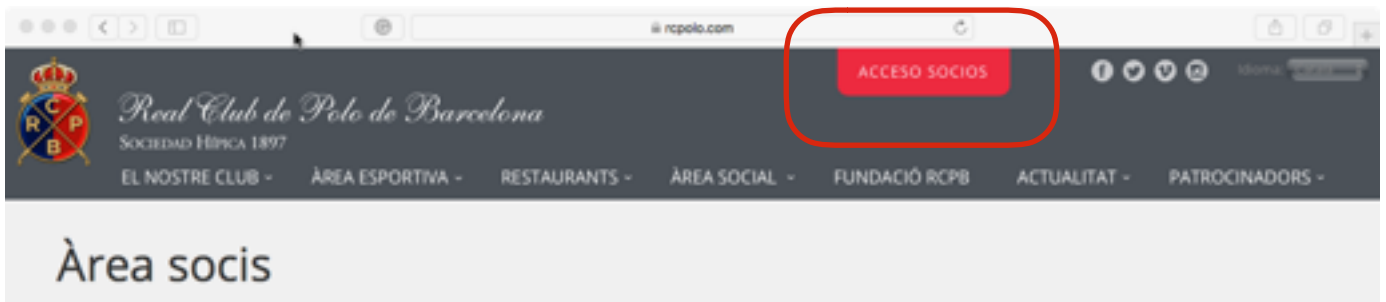 rcpolo.com
ACCESO SOCIOS
Idioma:
C
R P
B
Real Club de Polo de Barcelona
SOCIEDAD HÍPICA 1897
EL NOSTRE CLUB
ÀREA ESPORTIVA
RESTAURANTS
ÀREA SOCIAL
FUNDACIÓ RCPB
ACTUALITAT
PATROCINADORS
Àrea socis